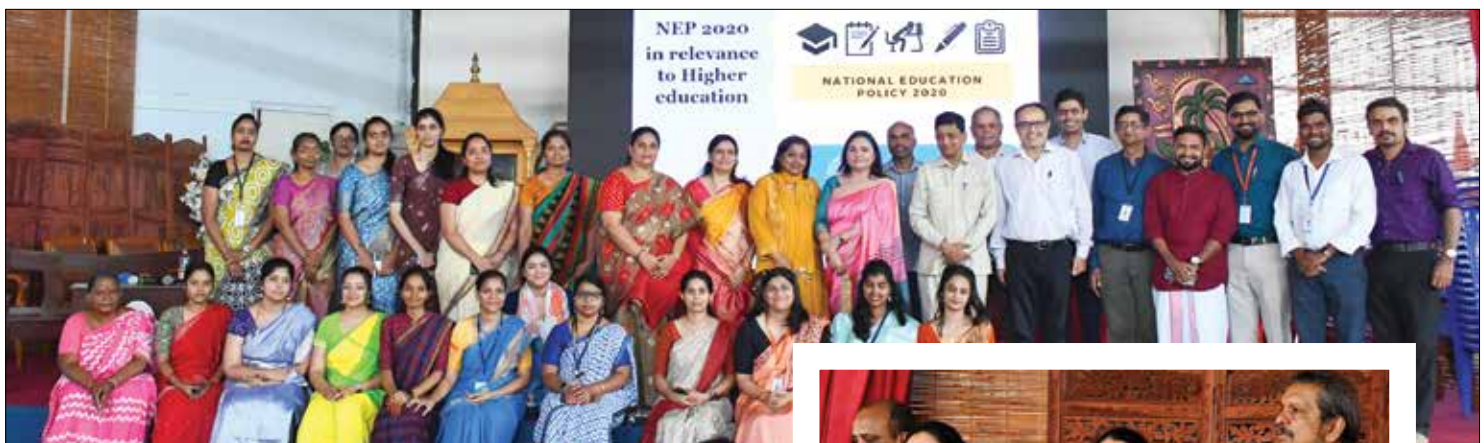 NEP 2020
in relevance
to Higher
education
NATIONAL EDUCATION
POLICY 2020